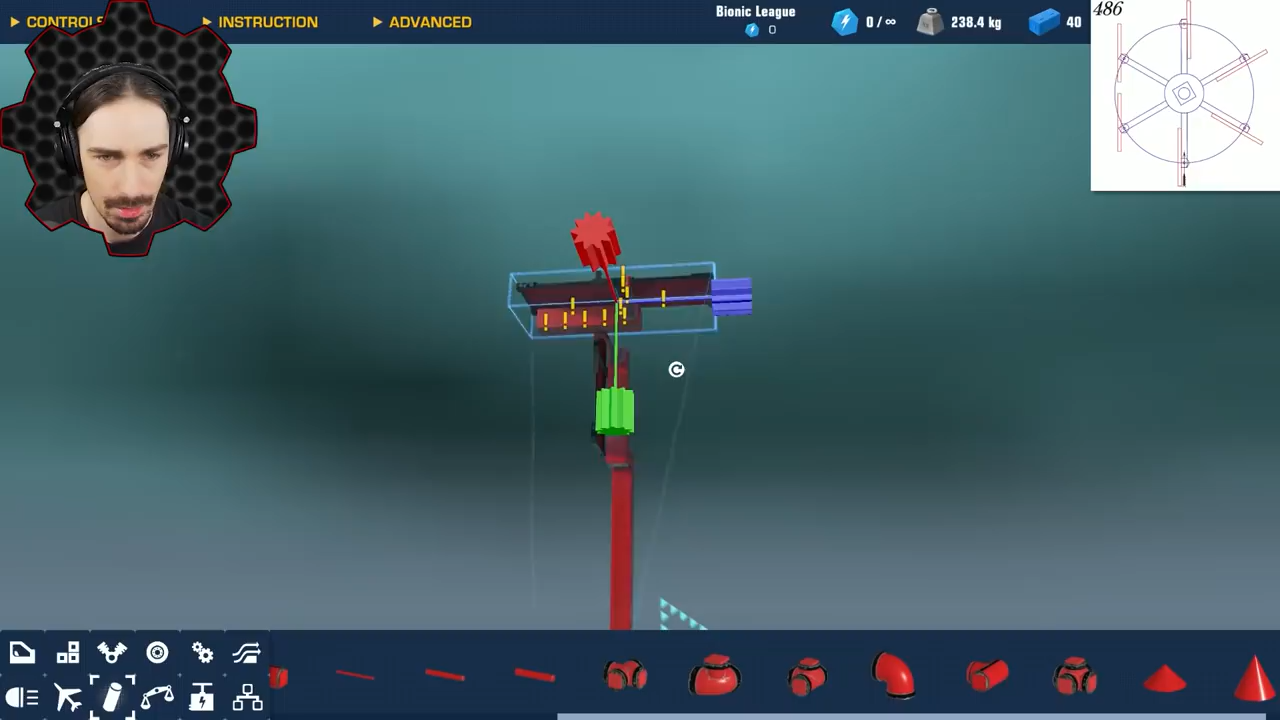 CONTROLS
INSTRUCTION
ADVANCED
Bionic League
0
0 / ∞
238.4 kg
40
486